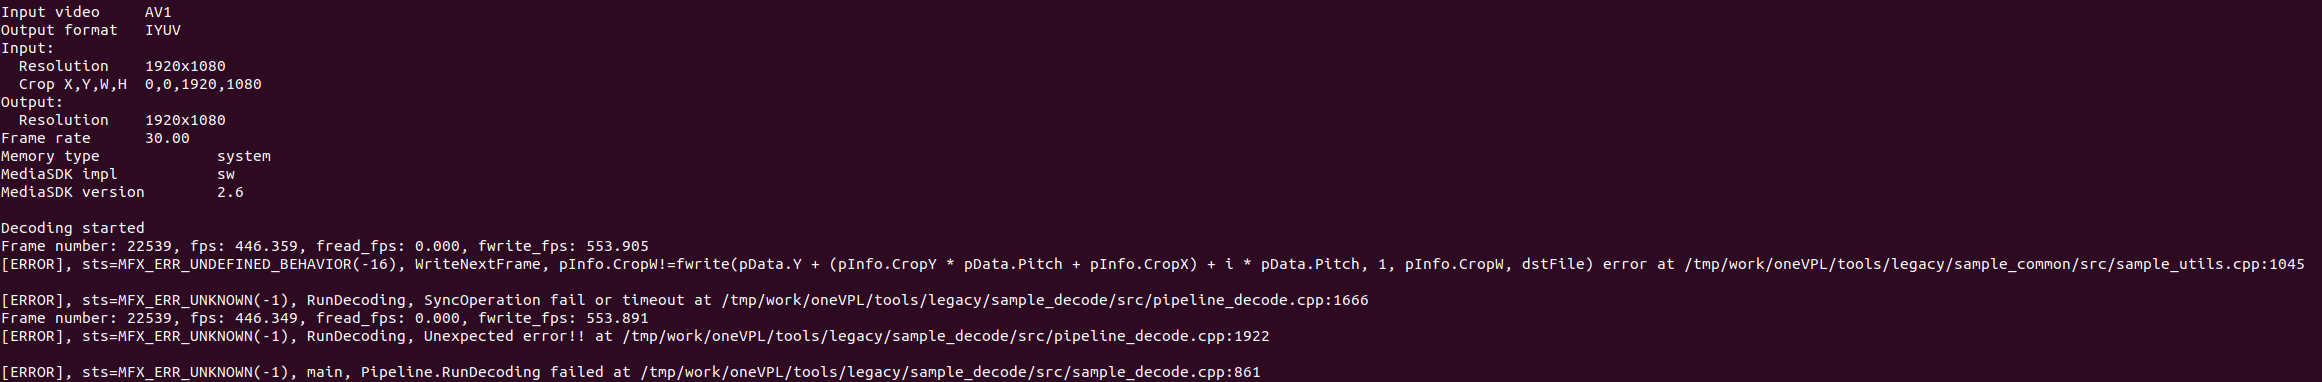 Input video     AV1
Output format   IYUV
Input:
  Resolution    1920x1080
  Crop X,Y,W,H  0,0,1920,1080
Output:
  Resolution    1920x1080
Frame rate      30.00
Memory type             system
MediaSDK impl           sw
MediaSDK version        2.6

Decoding started
Frame number: 22539, fps: 446.359, fread_fps: 0.000, fwrite_fps: 553.905
[ERROR], sts=MFX_ERR_UNDEFINED_BEHAVIOR(-16), WriteNextFrame, pInfo.CropW!=fwrite(pData.Y + (pInfo.CropY * pData.Pitch + pInfo.CropX) + i * pData.Pitch, 1, pInfo.CropW, dstFile) error at /tmp/work/oneVPL/tools/legacy/sample_common/src/sample_utils.cpp:1045

[ERROR], sts=MFX_ERR_UNKNOWN(-1), RunDecoding, SyncOperation fail or timeout at /tmp/work/oneVPL/tools/legacy/sample_decode/src/pipeline_decode.cpp:1666
Frame number: 22539, fps: 446.349, fread_fps: 0.000, fwrite_fps: 553.891
[ERROR], sts=MFX_ERR_UNKNOWN(-1), RunDecoding, Unexpected error!! at /tmp/work/oneVPL/tools/legacy/sample_decode/src/pipeline_decode.cpp:1922

[ERROR], sts=MFX_ERR_UNKNOWN(-1), main, Pipeline.RunDecoding failed at /tmp/work/oneVPL/tools/legacy/sample_decode/src/sample_decode.cpp:861